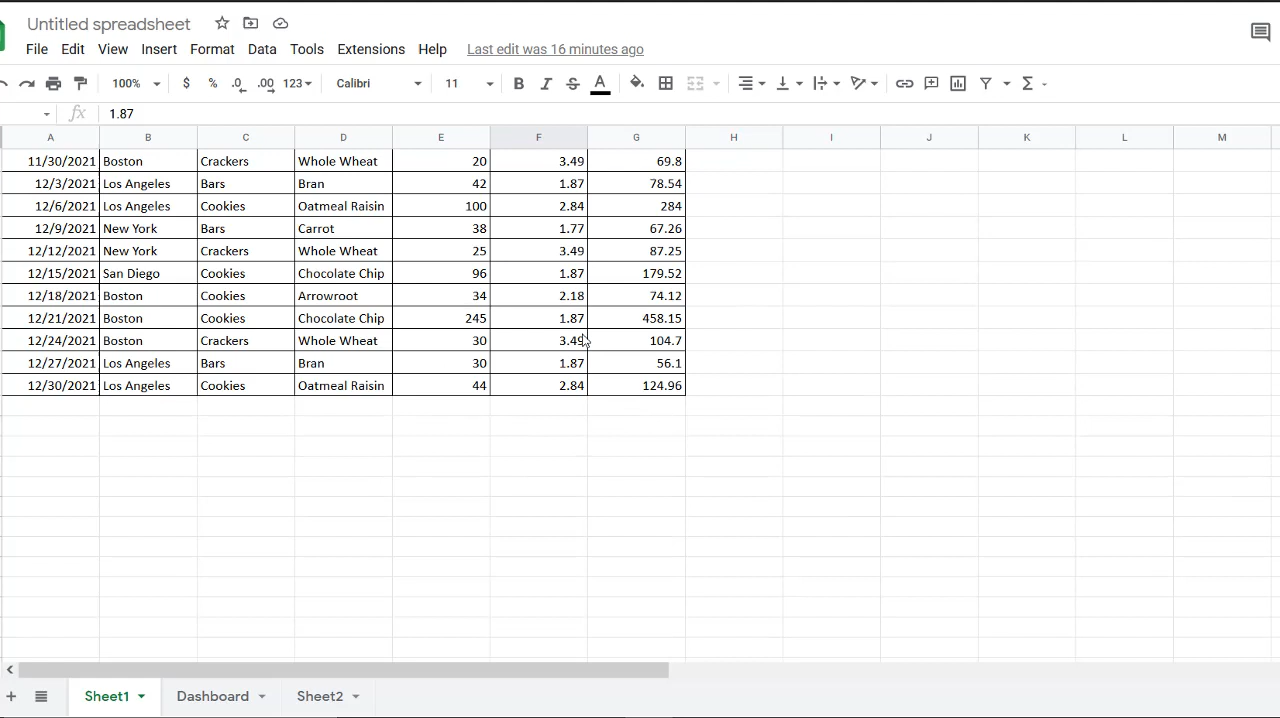 Untitled spreadsheet
File Edit View Insert Format Data Tools Extensions Help Last edit was 16 minutes ago
100% $ % .0 .00 123 Calibri 11 B I S A Σ
fx 1.87
A B C D E F G H I J K L M
11/30/2021 Boston Crackers Whole Wheat 20 3.49 69.8
12/3/2021 Los Angeles Bars Bran 42 1.87 78.54
12/6/2021 Los Angeles Cookies Oatmeal Raisin 100 2.84 284
12/9/2021 New York Bars Carrot 38 1.77 67.26
12/12/2021 New York Crackers Whole Wheat 25 3.49 87.25
12/15/2021 San Diego Cookies Chocolate Chip 96 1.87 179.52
12/18/2021 Boston Cookies Arrowroot 34 2.18 74.12
12/21/2021 Boston Cookies Chocolate Chip 245 1.87 458.15
12/24/2021 Boston Crackers Whole Wheat 30 3.49 104.7
12/27/2021 Los Angeles Bars Bran 30 1.87 56.1
12/30/2021 Los Angeles Cookies Oatmeal Raisin 44 2.84 124.96
Sheet1 Dashboard Sheet2